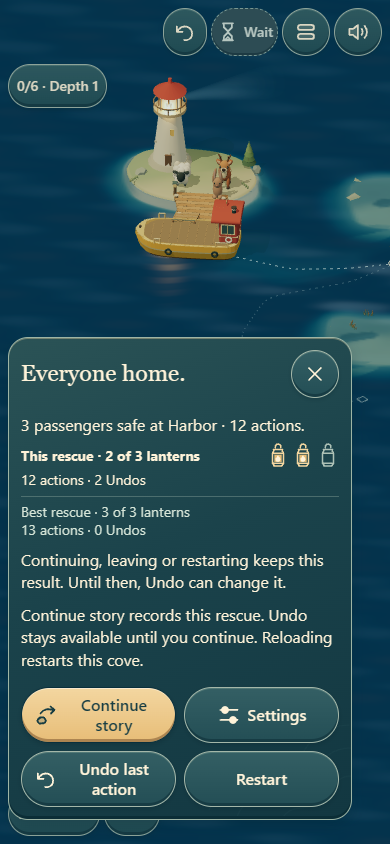 Wait
0/6 · Depth 1
Everyone home.
3 passengers safe at Harbor · 12 actions.
This rescue · 2 of 3 lanterns
12 actions · 2 Undos
Best rescue · 3 of 3 lanterns
13 actions · 0 Undos
Continuing, leaving or restarting keeps this
result. Until then, Undo can change it.
Continue story records this rescue. Undo
stays available until you continue. Reloading
restarts this cove.
Continue
story
Settings
Undo last
action
Restart